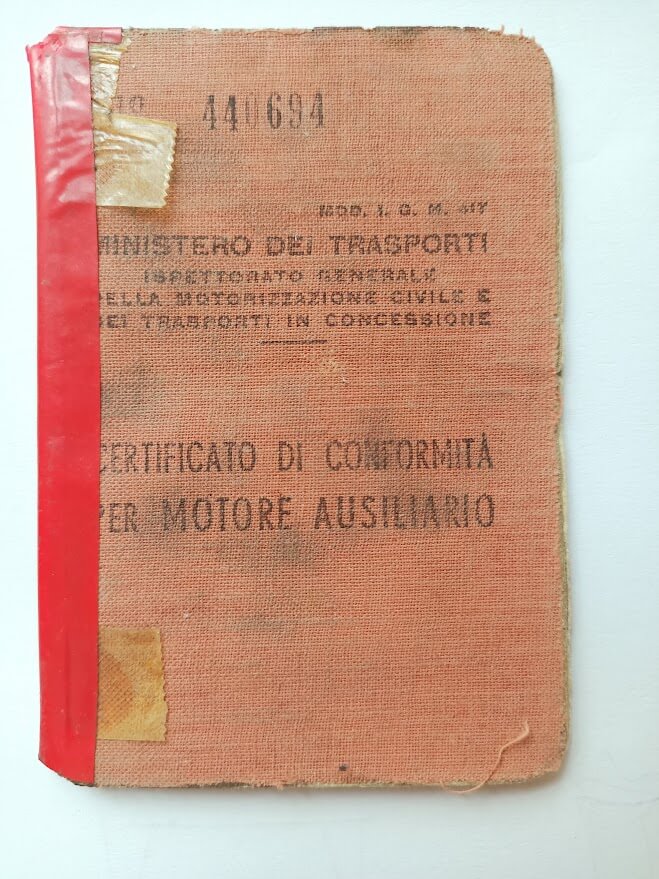 440694
MOD. I. G. M. 417
MINISTERO DEI TRASPORTI
ISPETTORATO GENERALE
DELLA MOTORIZZAZIONE CIVILE E
DEI TRASPORTI IN CONCESSIONE
CERTIFICATO DI CONFORMITÀ
PER MOTORE AUSILIARIO